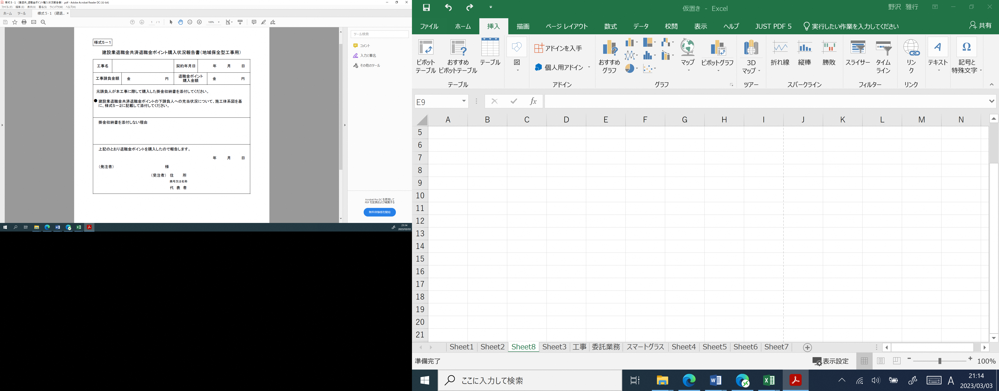 様式５-１ (建退共_退職金ポイント購入状況報告書) .pdf - Adobe Acrobat Reader DC (32-bit)
ファイル(F) 編集(E) 表示(V) 署名(S) ウィンドウ(W) ヘルプ(H)
ホーム ツール 様式５-１ (建退... ×
1 / 1 100%
様式５－１
建設業退職金共済退職金ポイント購入状況報告書（地域保全型工事用）
工事名 契約年月日 年 月 日
工事請負金額 金 円 退職金ポイント購入金額 金 円
元請負人が本工事に際して購入した掛金収納書を添付してください。
●建設業退職金共済退職金ポイントの下請負人への充当状況について、施工体系図を基
に、様式５－２に記載して添付してください。
掛金収納書を添付しない理由
上記のとおり退職金ポイントを購入したので報告します。
年 月 日
（発注者） 様
（受注者） 住 所
商号又は名称
代 表 者
ツール検索
コメント
入力と署名
その他のツール
Acrobat Pro DC を使用して
PDF を変換および編集する
無料体験版を開始
21:14
2023/03/03
仮置き - Excel
野沢 雅行
ファイル ホーム 挿入 描画 ページ レイアウト 数式 データ 校閲 表示 ヘルプ JUST PDF 5 実行したい作業を入力してください 共有
ピボット
テーブル
おすすめ
ピボットテーブル
テーブル
図
アドインを入手
個人用アドイン
おすすめ
グラフ
マップ
ピボットグラフ
3D
マップ
折れ線
縦棒
勝敗
スライサー
タイム
ライン
リン
ク
テキスト
記号と
特殊文字
テーブル アドイン グラフ ツアー スパークライン フィルター リンク
E9 fx
A B C D E F G H I J K L M N
5
6
7
8
9
10
11
12
13
14
15
16
17
18
19
20
21
Sheet1 Sheet2 Sheet8 Sheet3 工事 委託業務 スマートグラス Sheet4 Sheet5 Sheet6 Sheet7
準備完了 表示設定 100%
ここに入力して検索
A
21:14
2023/03/03